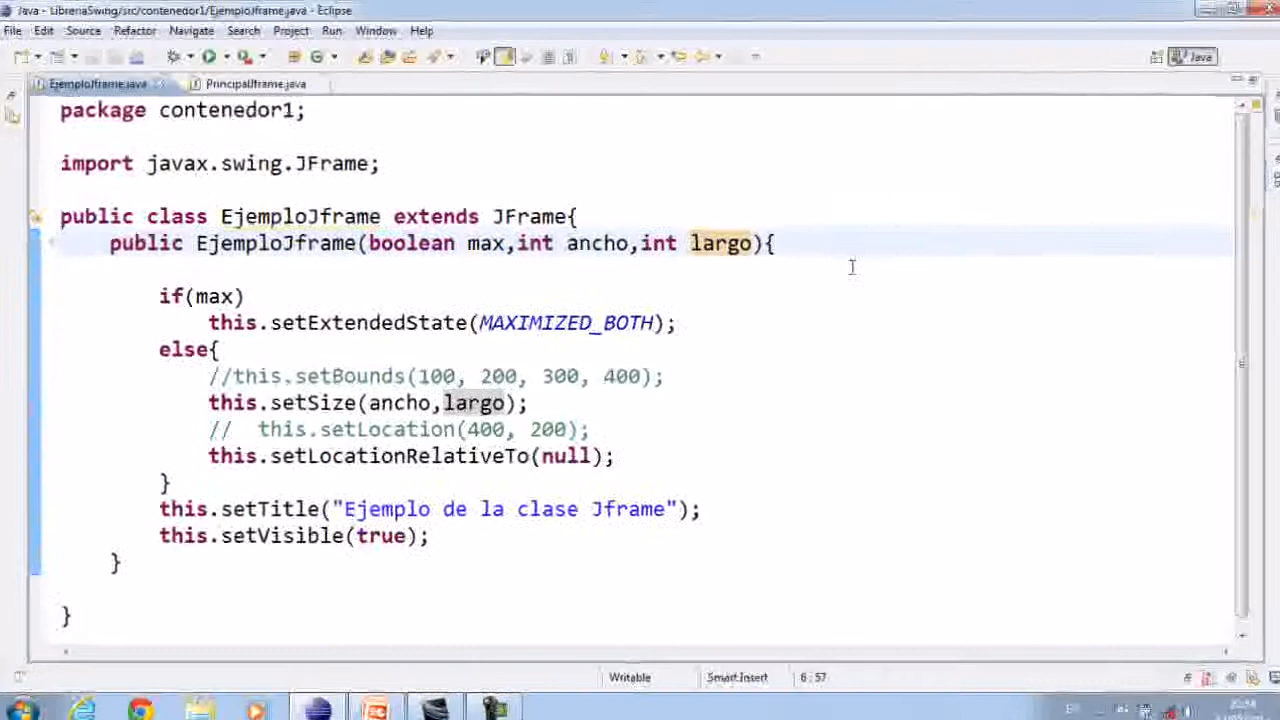 Java - LibreriaSwing/src/contenedor1/EjemploJframe.java - Eclipse
File Edit Source Refactor Navigate Search Project Run Window Help
Java
EjemploJframe.java PrincipalJframe.java
package contenedor1;
import javax.swing.JFrame;
public class EjemploJframe extends JFrame{
public EjemploJframe(boolean max,int ancho,int largo){
if(max)
this.setExtendedState(MAXIMIZED_BOTH);
else{
//this.setBounds(100, 200, 300, 400);
this.setSize(ancho,largo);
// this.setLocation(400, 200);
this.setLocationRelativeTo(null);
}
this.setTitle("Ejemplo de la clase Jframe");
this.setVisible(true);
}
}
Writable Smart Insert 6 : 57